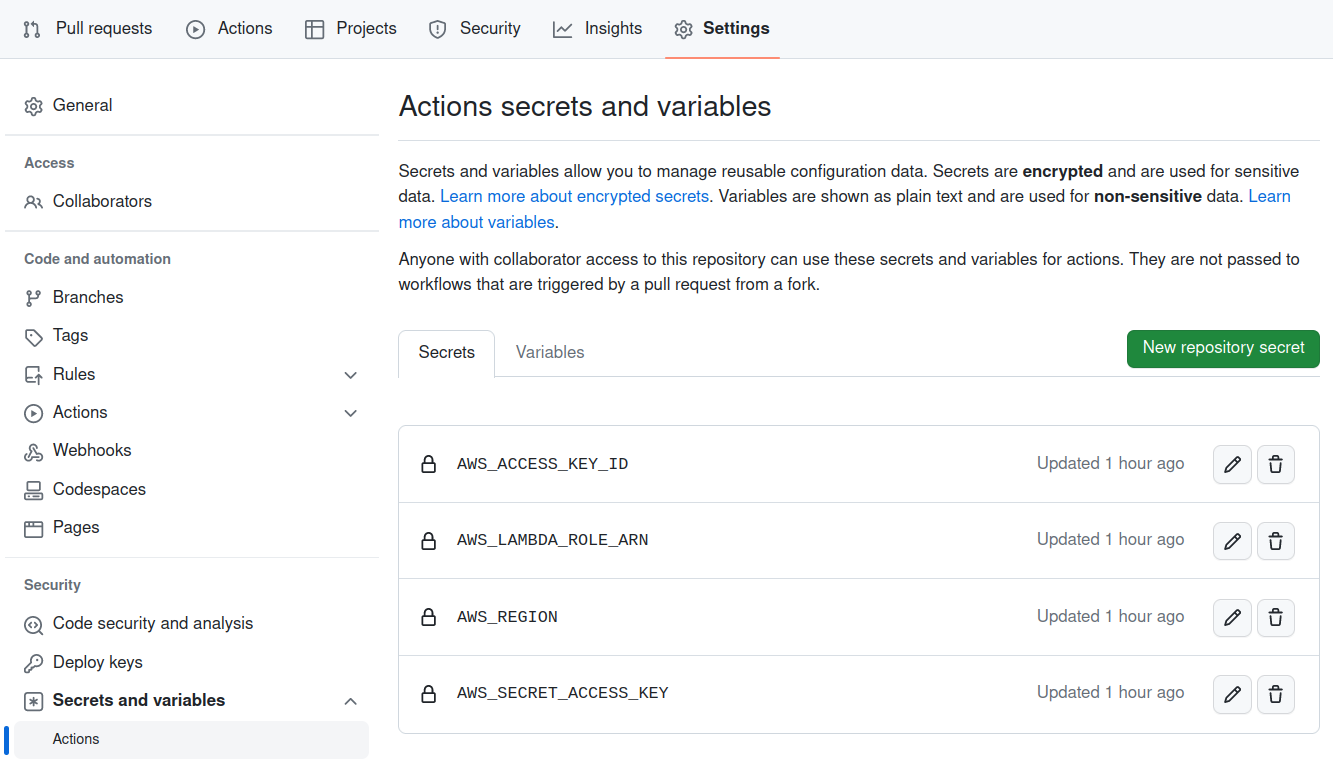 Pull requests Actions Projects Security Insights Settings
General
Access
Collaborators
Code and automation
Branches
Tags
Rules
Actions
Webhooks
Codespaces
Pages
Security
Code security and analysis
Deploy keys
Secrets and variables
Actions
Actions secrets and variables
Secrets and variables allow you to manage reusable configuration data. Secrets are encrypted and are used for sensitive
data. Learn more about encrypted secrets. Variables are shown as plain text and are used for non-sensitive data. Learn
more about variables.
Anyone with collaborator access to this repository can use these secrets and variables for actions. They are not passed to
workflows that are triggered by a pull request from a fork.
Secrets Variables New repository secret
AWS_ACCESS_KEY_ID Updated 1 hour ago
AWS_LAMBDA_ROLE_ARN Updated 1 hour ago
AWS_REGION Updated 1 hour ago
AWS_SECRET_ACCESS_KEY Updated 1 hour ago